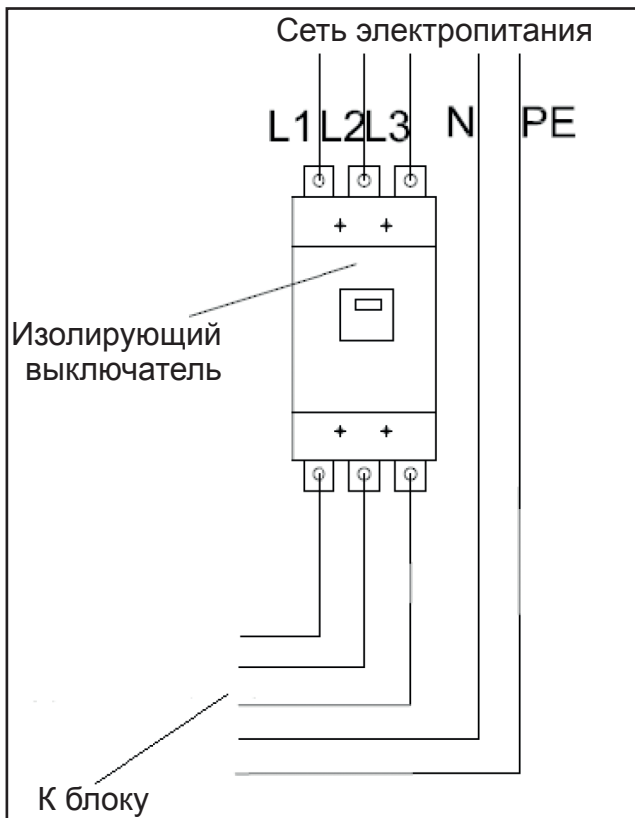 Сеть электропитания
L1 L2 L3 N PE
Изолирующий
выключатель
К блоку